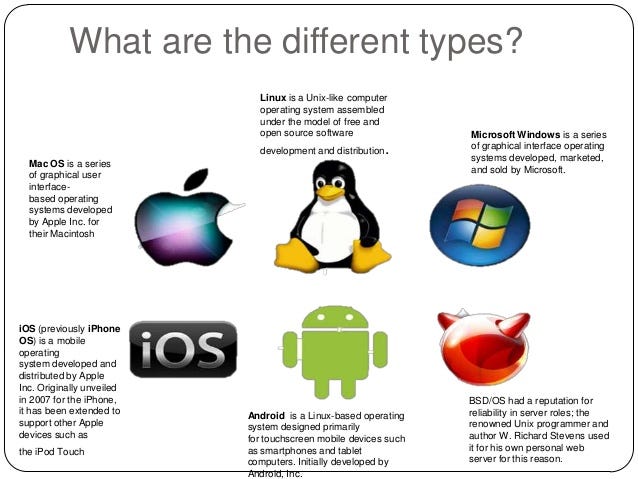 What are the different types?
Linux is a Unix-like computer
operating system assembled
under the model of free and
open source software
development and distribution.
Microsoft Windows is a series
of graphical interface operating
systems developed, marketed,
and sold by Microsoft.
Mac OS is a series
of graphical user
interface-
based operating
systems developed
by Apple Inc. for
their Macintosh
iOS (previously iPhone
OS) is a mobile
operating
system developed and
distributed by Apple
Inc. Originally unveiled
in 2007 for the iPhone,
it has been extended to
support other Apple
devices such as
the iPod Touch
iOS
Android is a Linux-based operating
system designed primarily
for touchscreen mobile devices such
as smartphones and tablet
computers. Initially developed by
Android, Inc.
BSD/OS had a reputation for
reliability in server roles; the
renowned Unix programmer and
author W. Richard Stevens used
it for his own personal web
server for this reason.